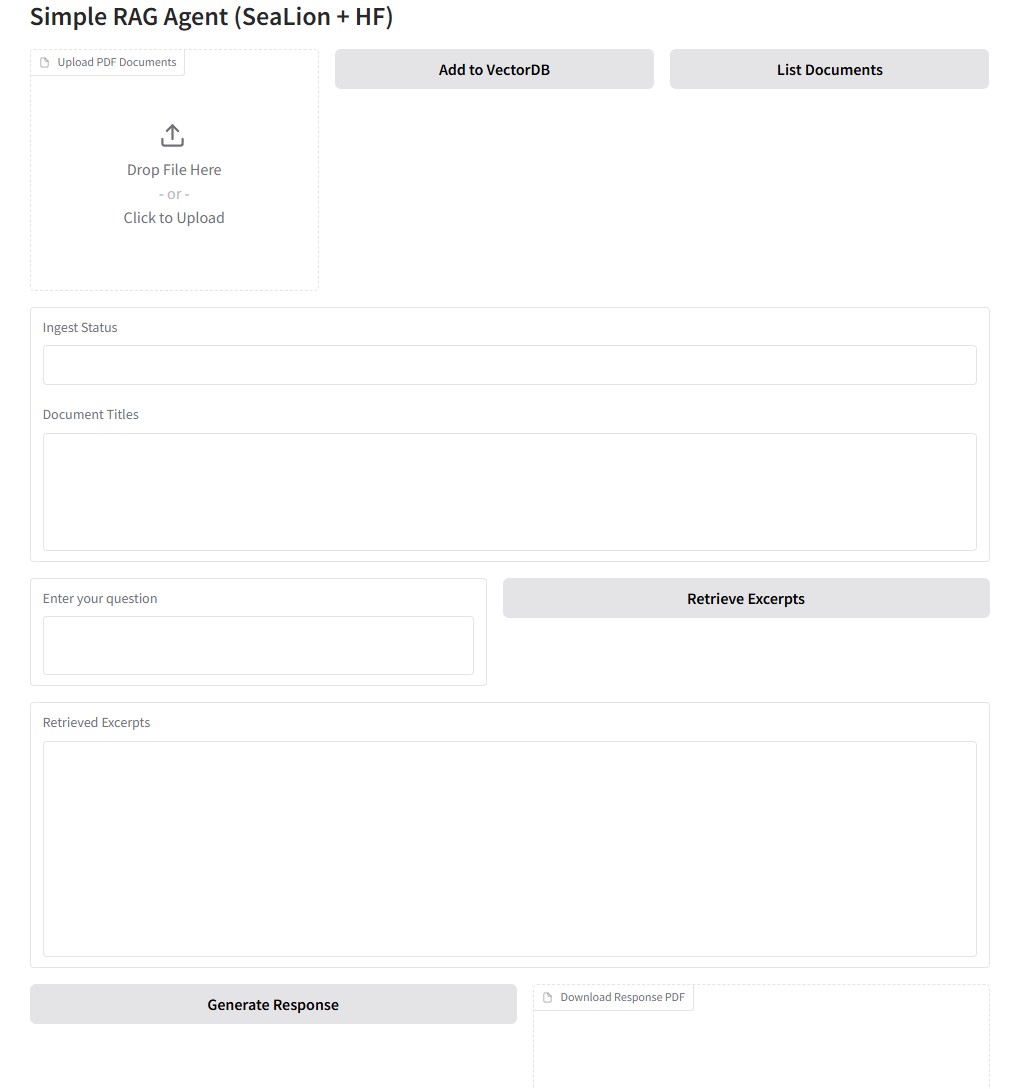 Simple RAG Agent (SeaLion + HF)
Upload PDF Documents
Drop File Here
- or -
Click to Upload
Add to VectorDB
List Documents
Ingest Status
Document Titles
Enter your question
Retrieve Excerpts
Retrieved Excerpts
Generate Response
Download Response PDF